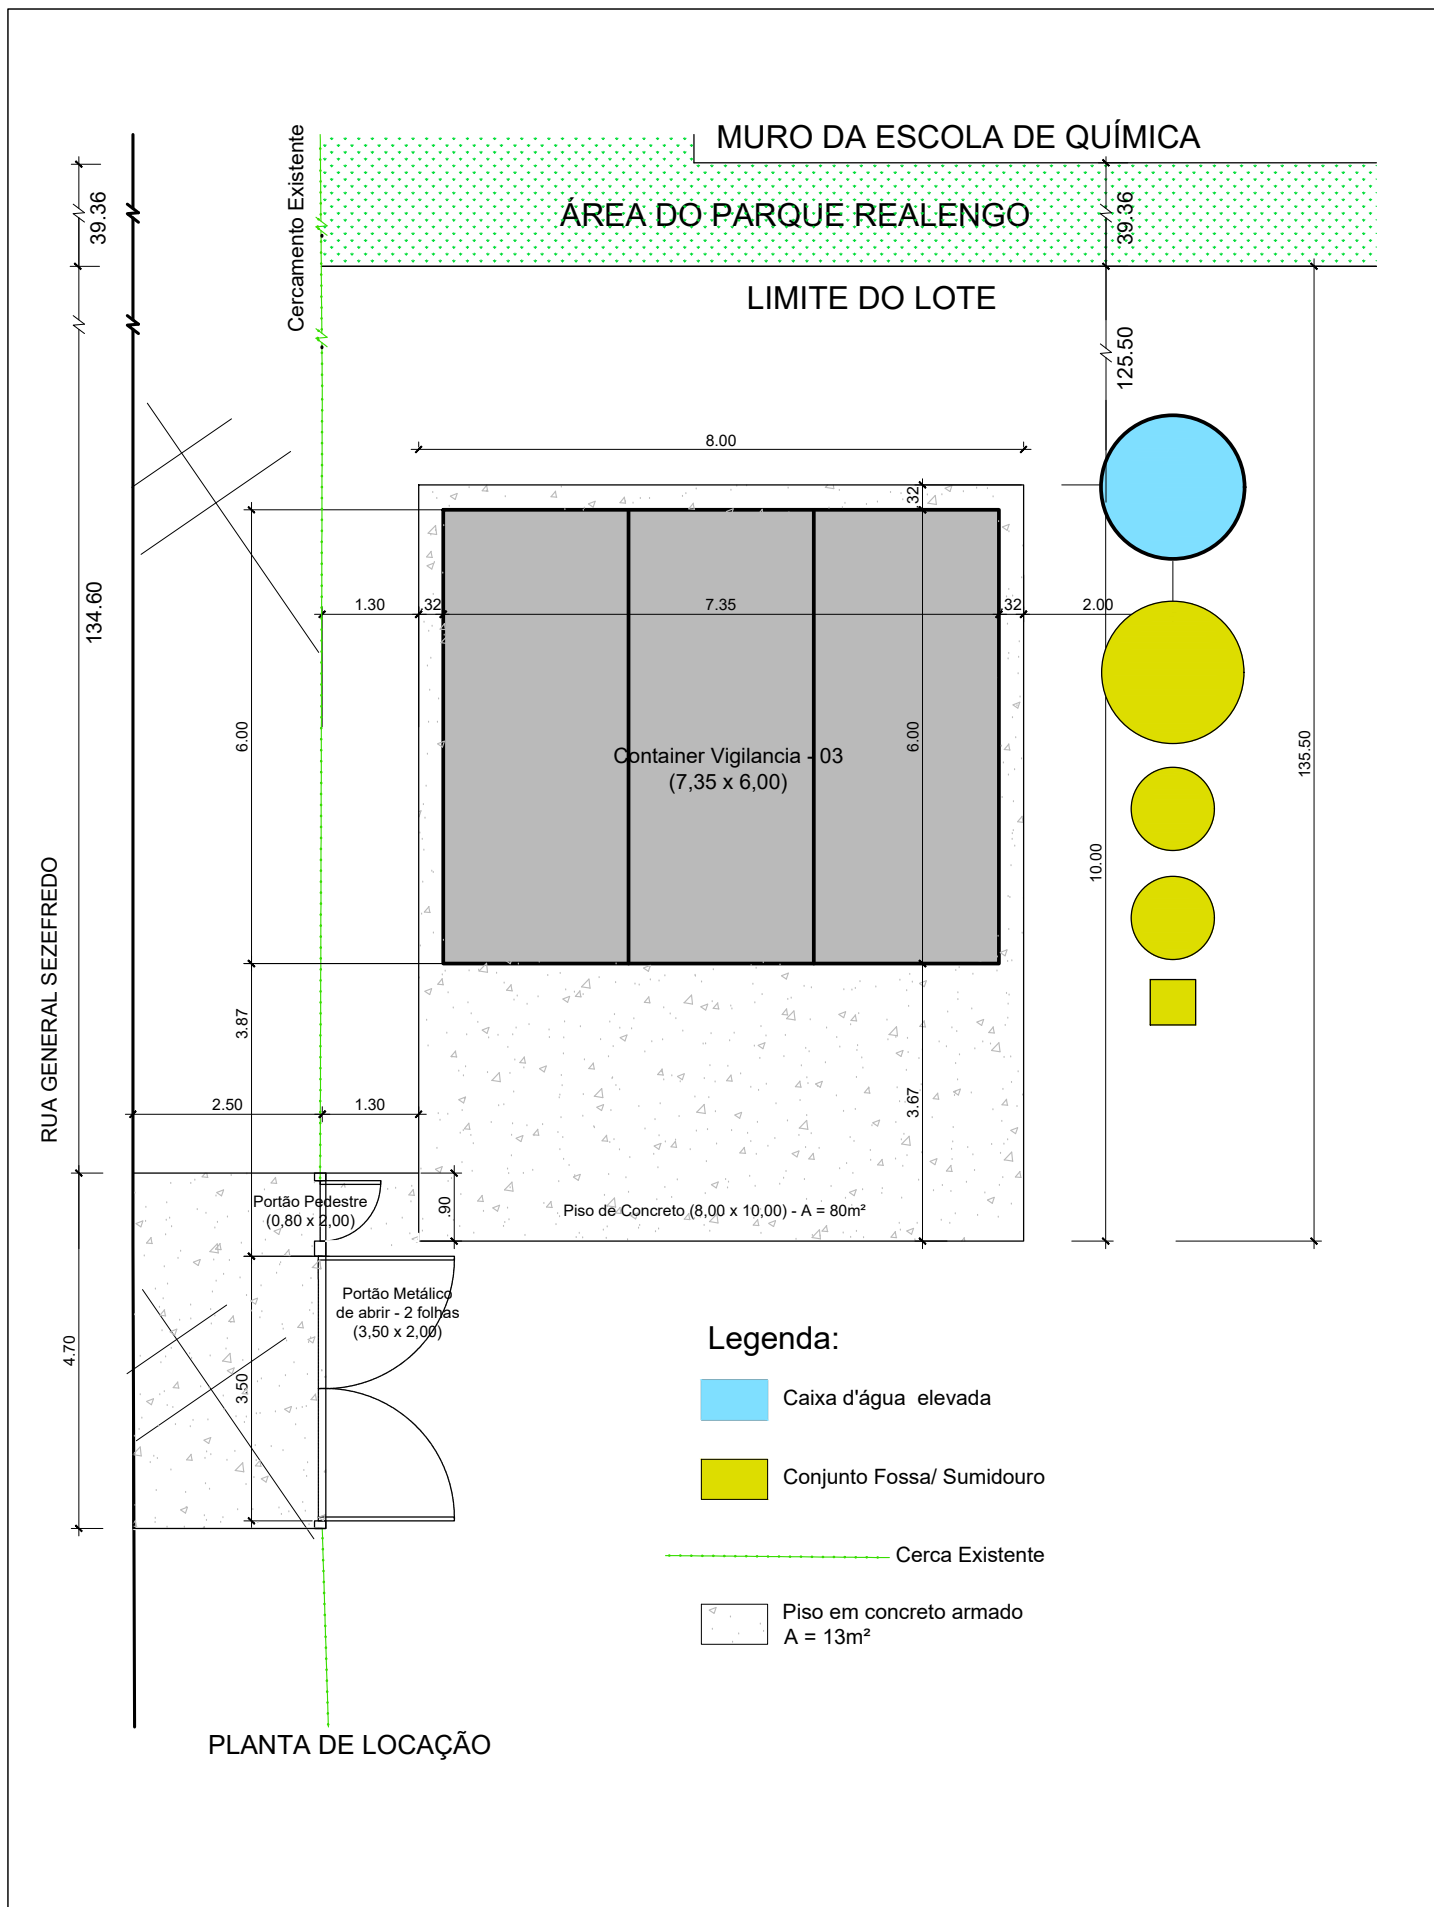 MURO DA ESCOLA DE QUÍMICA
Cercamento Existente
39.36
ÁREA DO PARQUE REALENGO
39.36
LIMITE DO LOTE
125.50
8.00
32
134.60
1.30
32
7.35
32
2.00
6.00
6.00
135.50
Container Vigilancia - 03
(7,35 x 6,00)
10.00
RUA GENERAL SEZEFREDO
3.87
2.50
1.30
3.67
Portão Pedestre
(0,80 x 2,00)
.90
Piso de Concreto (8,00 x 10,00) - A = 80m²
Portão Metálico
de abrir - 2 folhas
(3,50 x 2,00)
4.70
3.50
Legenda:
Caixa d'água elevada
Conjunto Fossa/ Sumidouro
Cerca Existente
Piso em concreto armado
A = 13m²
PLANTA DE LOCAÇÃO